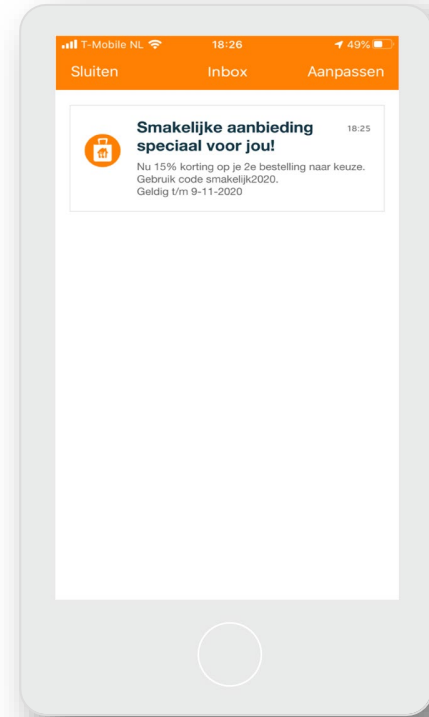 T-Mobile NL 18:26 49%
Sluiten Inbox Aanpassen
Smakelijke aanbieding 18:25
speciaal voor jou!
Nu 15% korting op je 2e bestelling naar keuze.
Gebruik code smakelijk2020.
Geldig t/m 9-11-2020